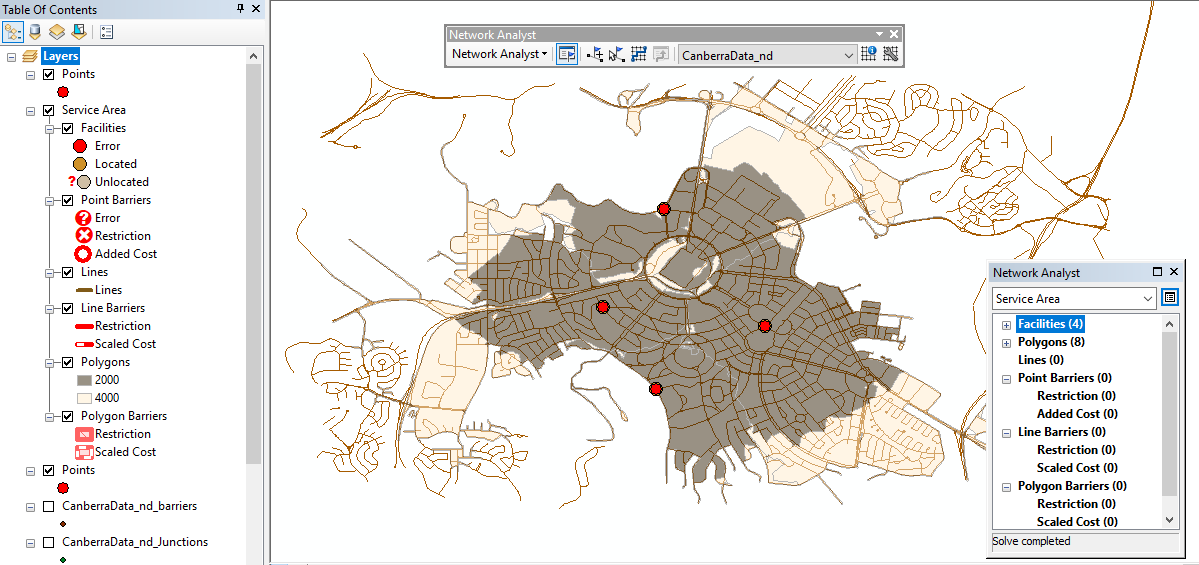 Table Of Contents
Layers
Points
Service Area
Facilities
Error
Located
? Unlocated
Point Barriers
? Error
Restriction
Added Cost
Lines
Lines
Line Barriers
Restriction
Scaled Cost
Polygons
2000
4000
Polygon Barriers
Restriction
Scaled Cost
Points
CanberraData_nd_barriers
CanberraData_nd_Junctions
Network Analyst
Network Analyst
CanberraData_nd
Network Analyst
Service Area
Facilities (4)
Polygons (8)
Lines (0)
Point Barriers (0)
Restriction (0)
Added Cost (0)
Line Barriers (0)
Restriction (0)
Scaled Cost (0)
Polygon Barriers (0)
Restriction (0)
Scaled Cost (0)
Solve completed